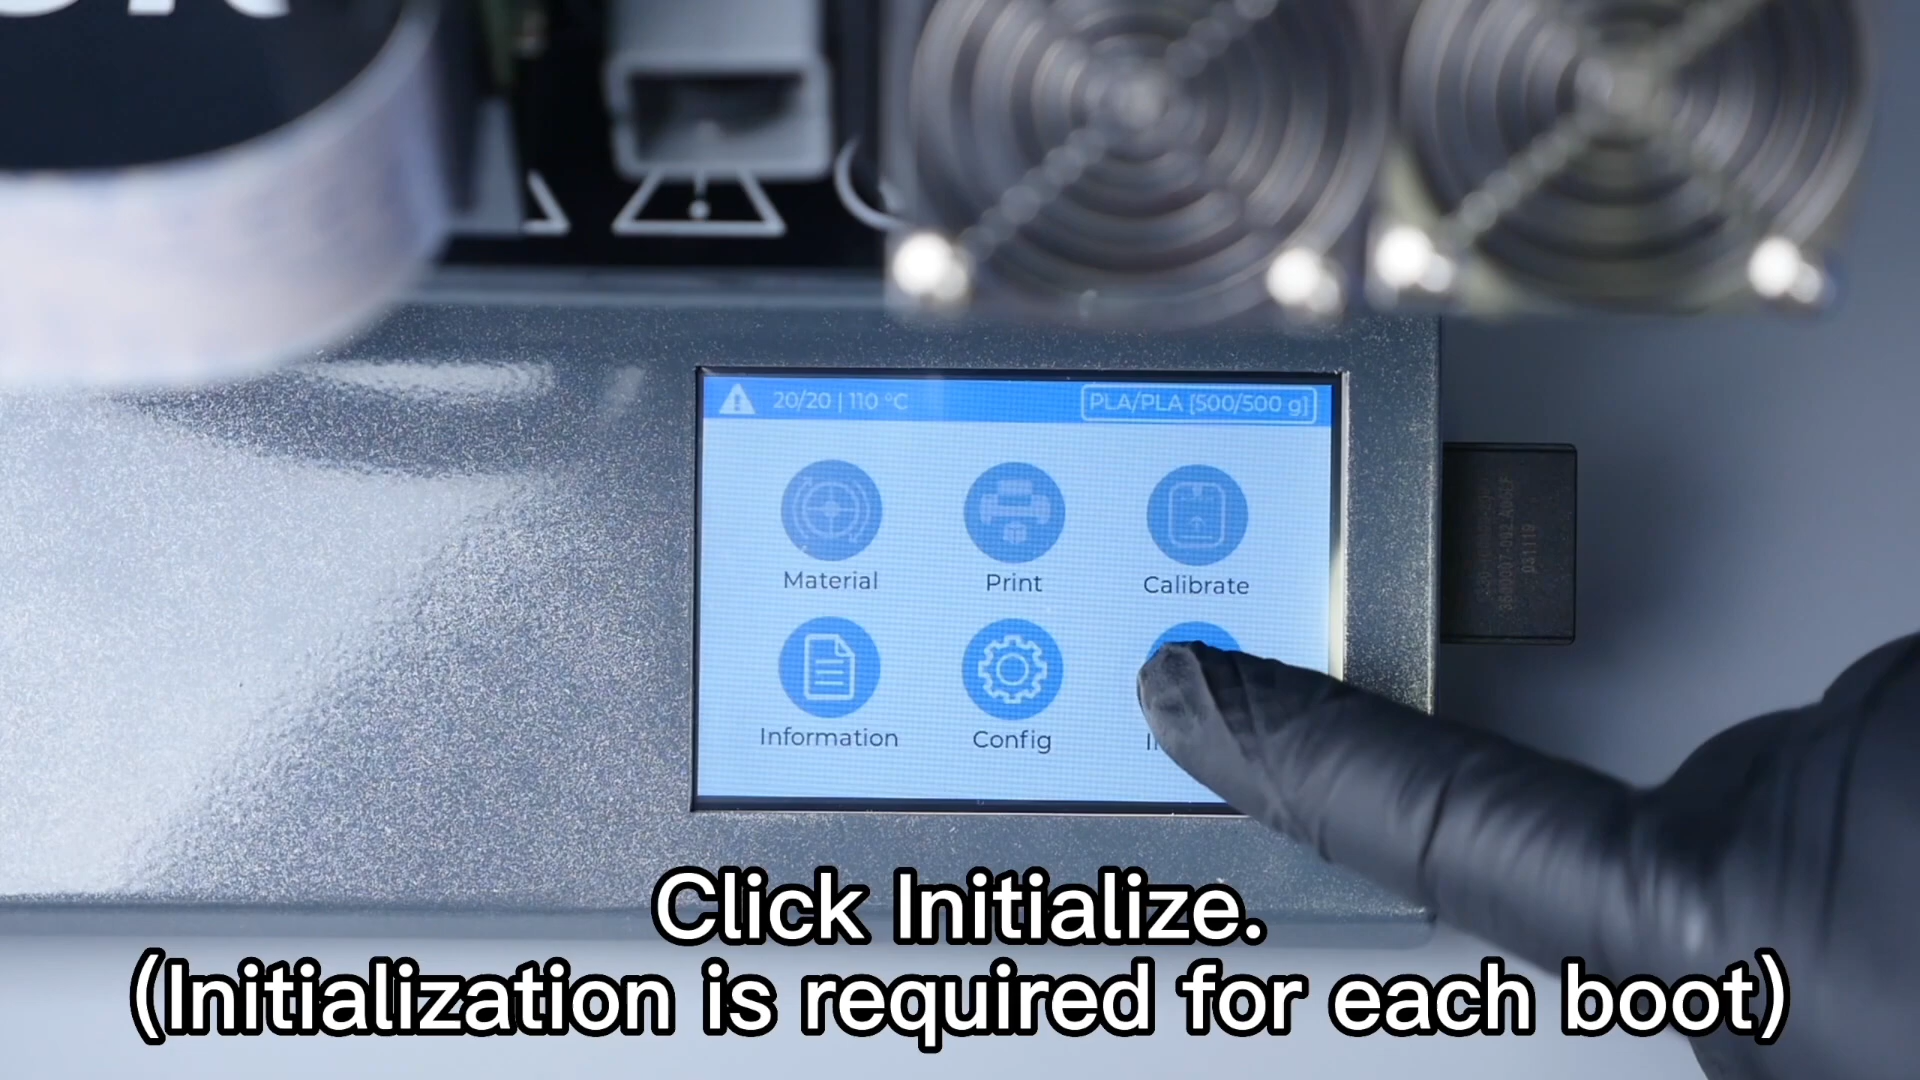 20/20 | 110 °C
PLA/PLA [500/500 g]
Material
Print
Calibrate
Information
Config
Click Initialize.
(Initialization is required for each boot)